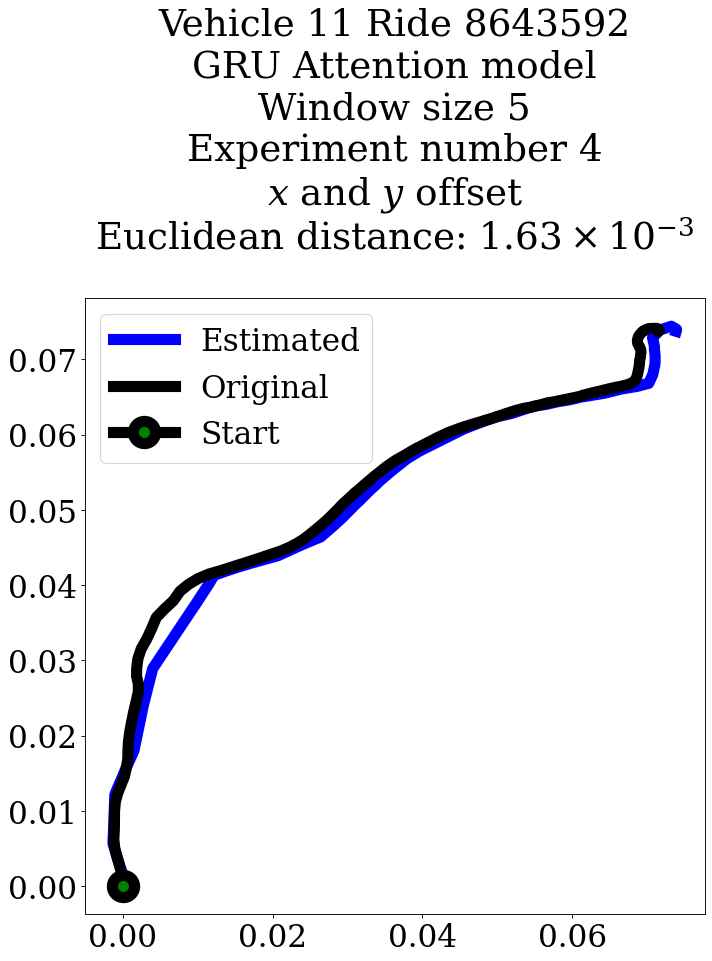 Vehicle 11 Ride 8643592
GRU Attention model
Window size 5
Experiment number 4
x and y offset
Euclidean distance: 1.63 × 10⁻³
Estimated
Original
Start
0.07
0.06
0.05
0.04
0.03
0.02
0.01
0.00
0.00 0.02 0.04 0.06